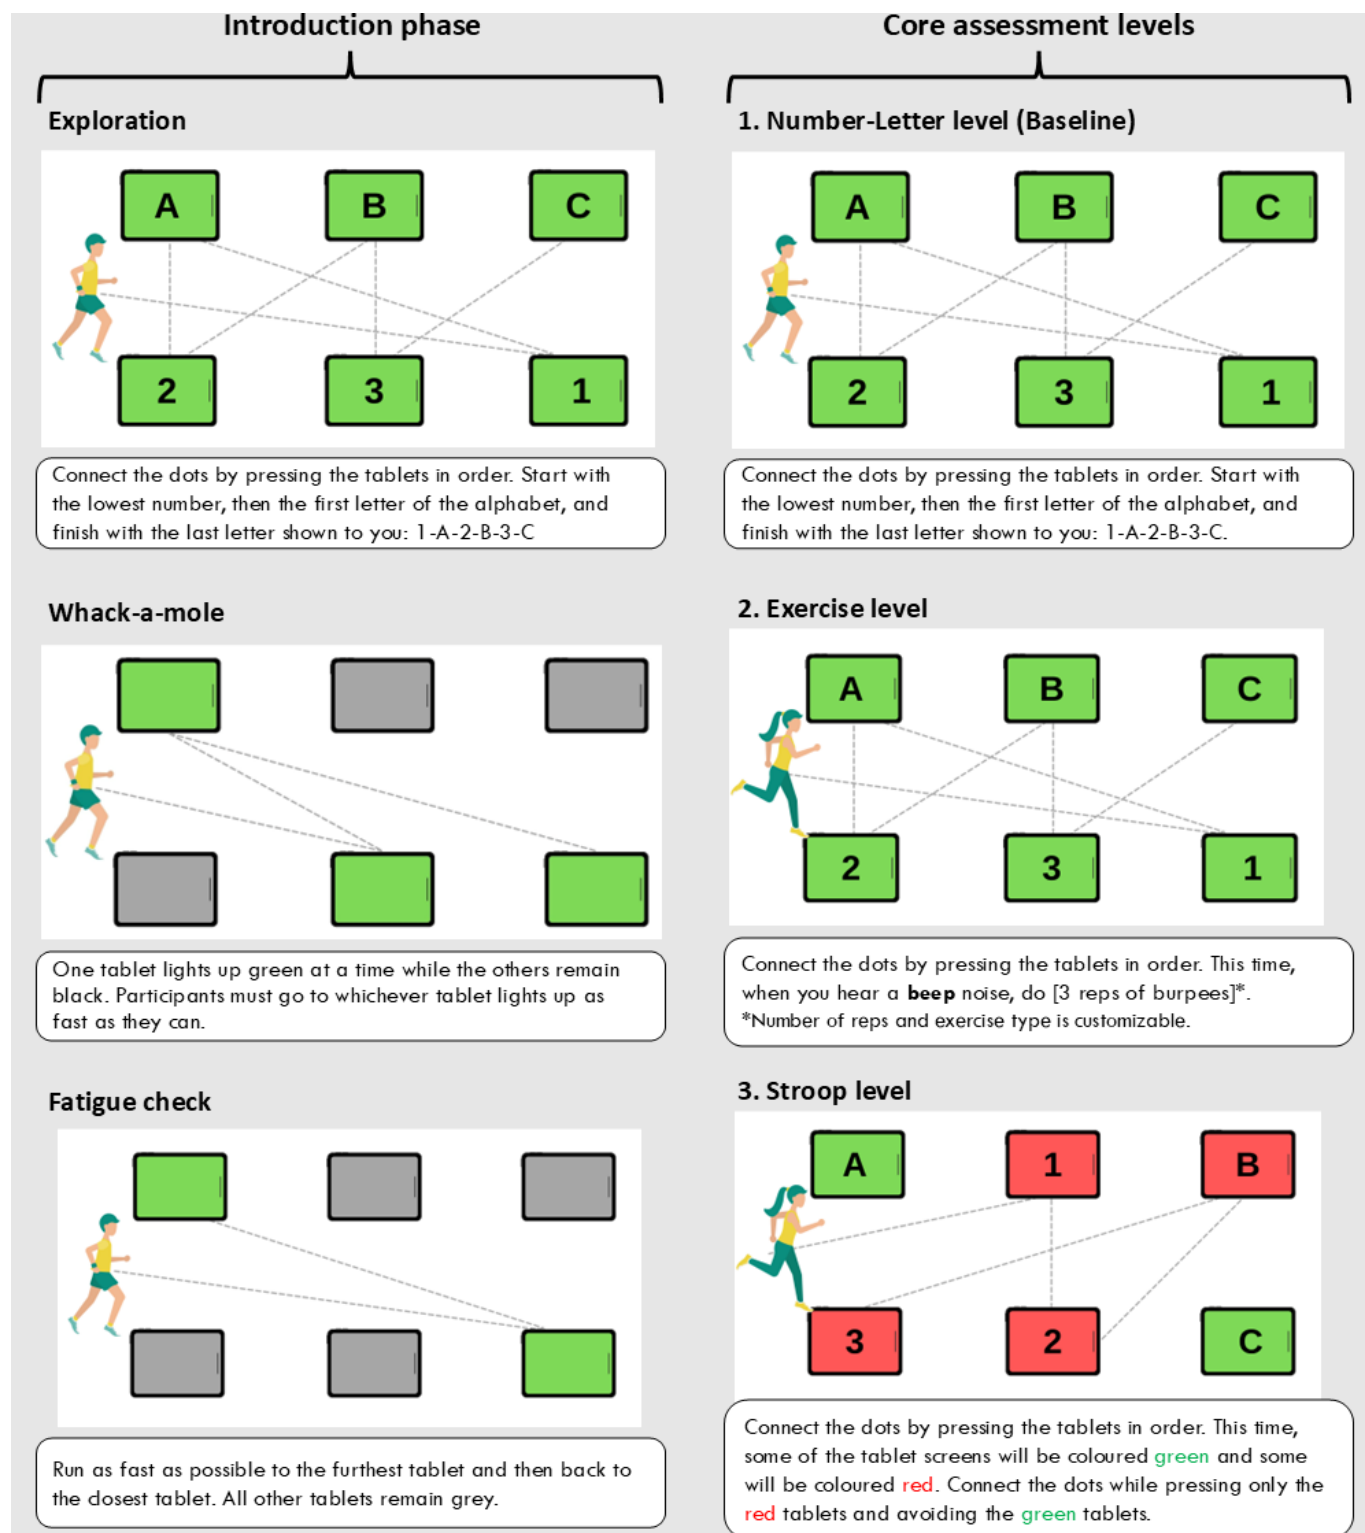 Introduction phase
Exploration
A
B
C
2
3
1
Connect the dots by pressing the tablets in order. Start with
the lowest number, then the first letter of the alphabet, and
finish with the last letter shown to you: 1-A-2-B-3-C
Whack-a-mole
One tablet lights up green at a time while the others remain
black. Participants must go to whichever tablet lights up as
fast as they can.
Fatigue check
Run as fast as possible to the furthest tablet and then back to
the closest tablet. All other tablets remain grey.
Core assessment levels
1. Number-Letter level (Baseline)
A
B
C
2
3
1
Connect the dots by pressing the tablets in order. Start with
the lowest number, then the first letter of the alphabet, and
finish with the last letter shown to you: 1-A-2-B-3-C.
2. Exercise level
A
B
C
2
3
1
Connect the dots by pressing the tablets in order. This time,
when you hear a beep noise, do [3 reps of burpees]*.
*Number of reps and exercise type is customizable.
3. Stroop level
A
1
B
3
2
C
Connect the dots by pressing the tablets in order. This time,
some of the tablet screens will be coloured green and some
will be coloured red. Connect the dots while pressing only the
red tablets and avoiding the green tablets.